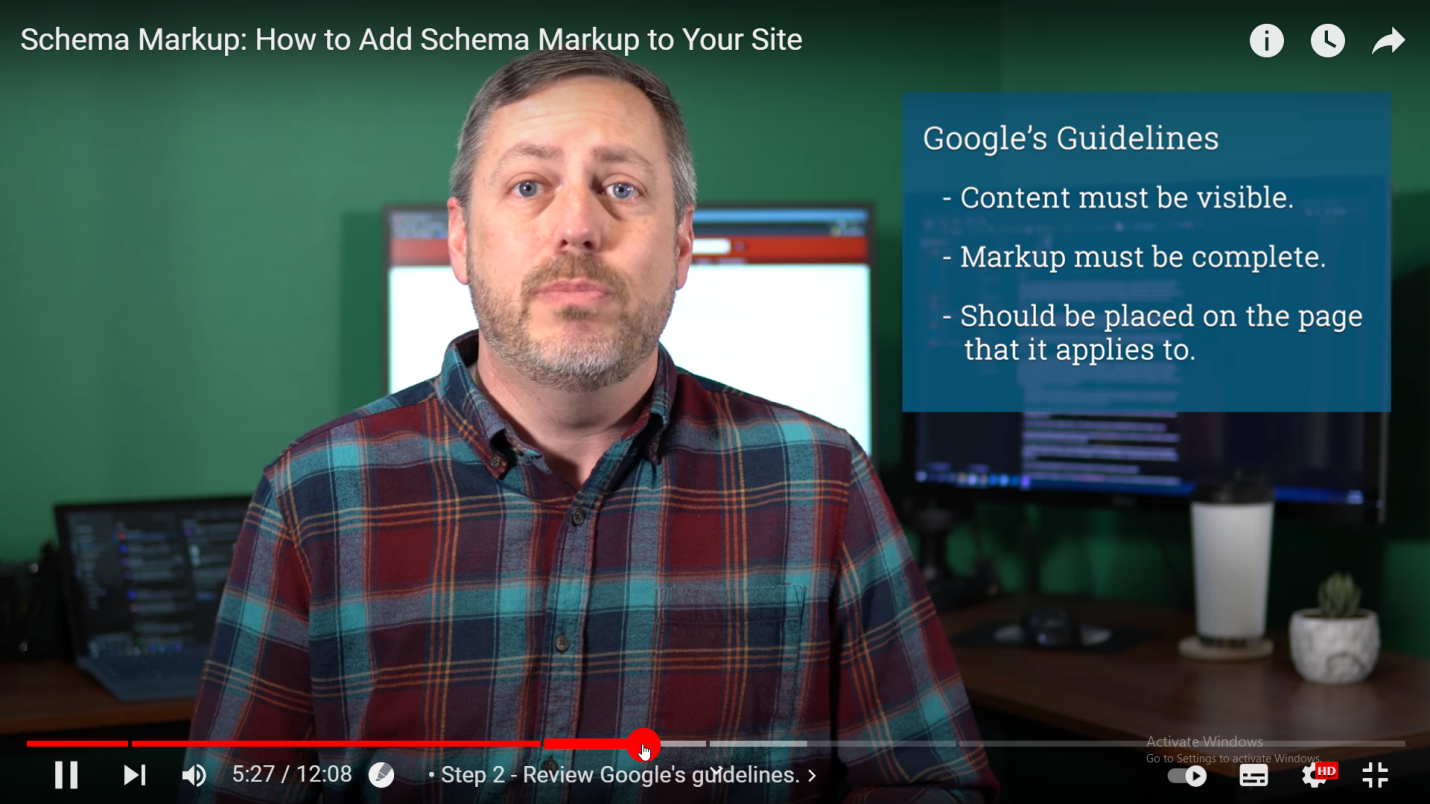 Schema Markup: How to Add Schema Markup to Your Site
Google's Guidelines
- Content must be visible.
- Markup must be complete.
- Should be placed on the page
that it applies to.
Activate Windows
Go to Settings to activate Windows.
5:27 / 12:08
• Step 2 - Review Google's guidelines. >
HD